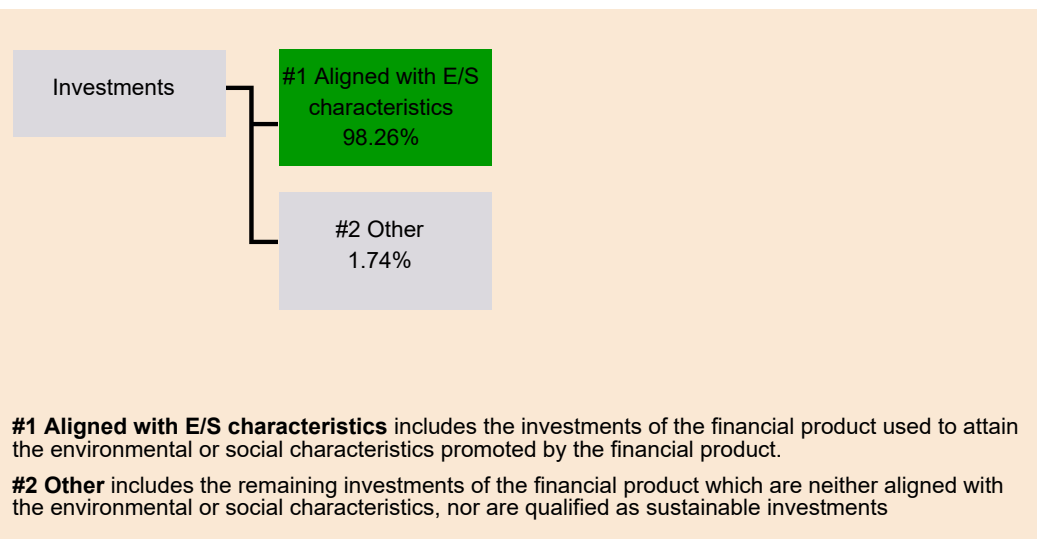 Investments
#1 Aligned with E/S
characteristics
98.26%
#2 Other
1.74%
#1 Aligned with E/S characteristics includes the investments of the financial product used to attain
the environmental or social characteristics promoted by the financial product.
#2 Other includes the remaining investments of the financial product which are neither aligned with
the environmental or social characteristics, nor are qualified as sustainable investments